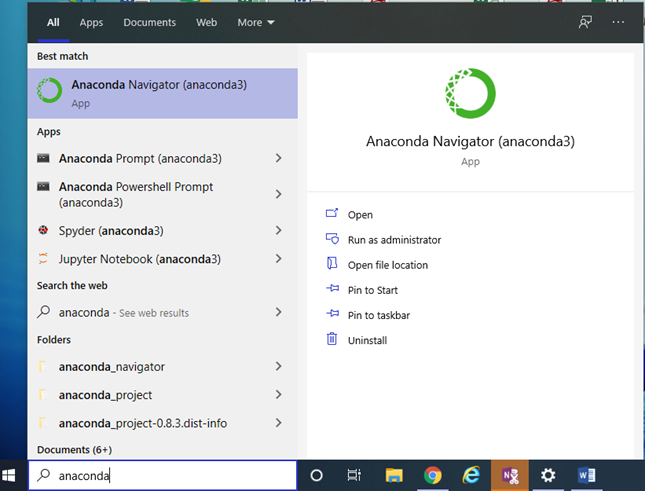 All Apps Documents Web More
Best match
Anaconda Navigator (anaconda3)
App
Apps
Anaconda Prompt (anaconda3)
Anaconda Powershell Prompt
(anaconda3)
Spyder (anaconda3)
Jupyter Notebook (anaconda3)
Search the web
anaconda - See web results
Folders
anaconda_navigator
anaconda_project
anaconda_project-0.8.3.dist-info
Documents (6+)
anaconda
Anaconda Navigator (anaconda3)
App
Open
Run as administrator
Open file location
Pin to Start
Pin to taskbar
Uninstall